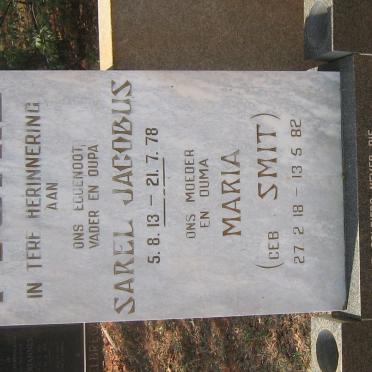 IN TERE HERINNERING
AAN
ONS EGGENOOT,
VADER EN OUPA
SAREL JACOBUS
5. 8. 13 – 21. 7. 78
ONS MOEDER
EN OUMA
MARIA
(GEB. SMIT)
27 2 18 – 13 5 82